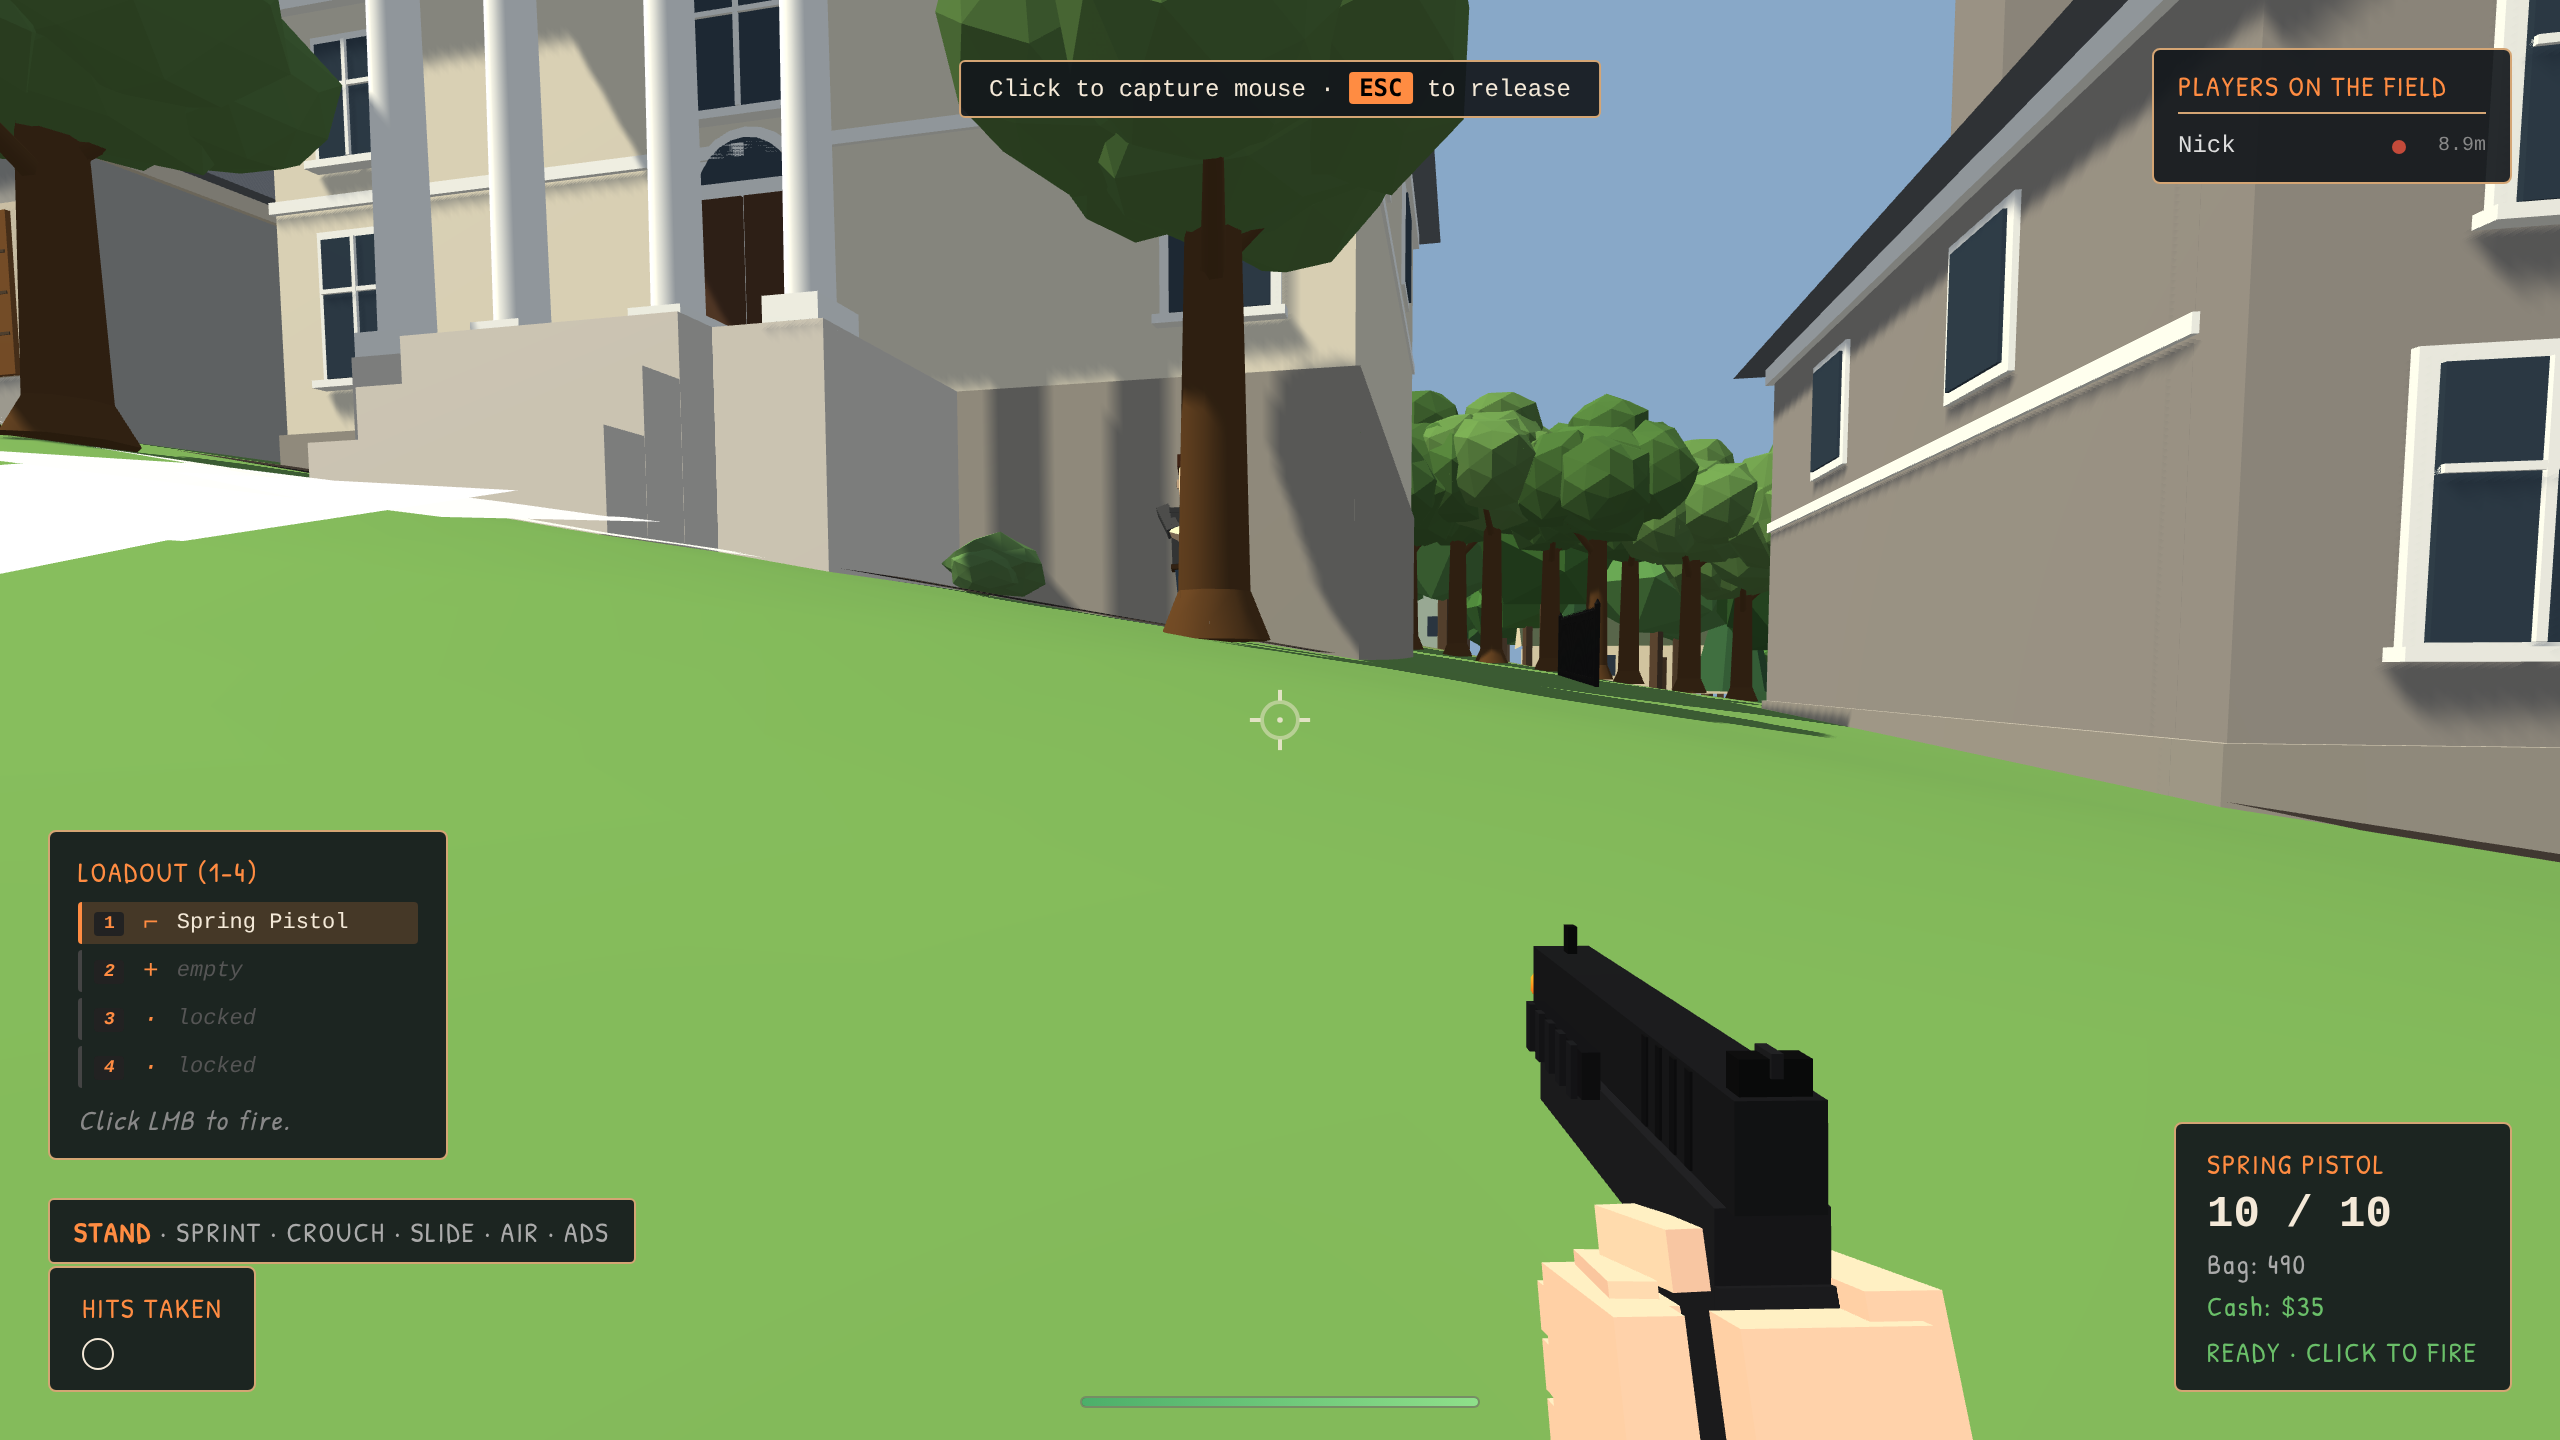 Click to capture mouse · ESC to release
PLAYERS ON THE FIELD
Nick 8.9m
LOADOUT (1-4)
1 Spring Pistol
2 + empty
3 · locked
4 · locked
Click LMB to fire.
STAND · SPRINT · CROUCH · SLIDE · AIR · ADS
HITS TAKEN
SPRING PISTOL
10 / 10
Bag: 490
Cash: $35
READY · CLICK TO FIRE